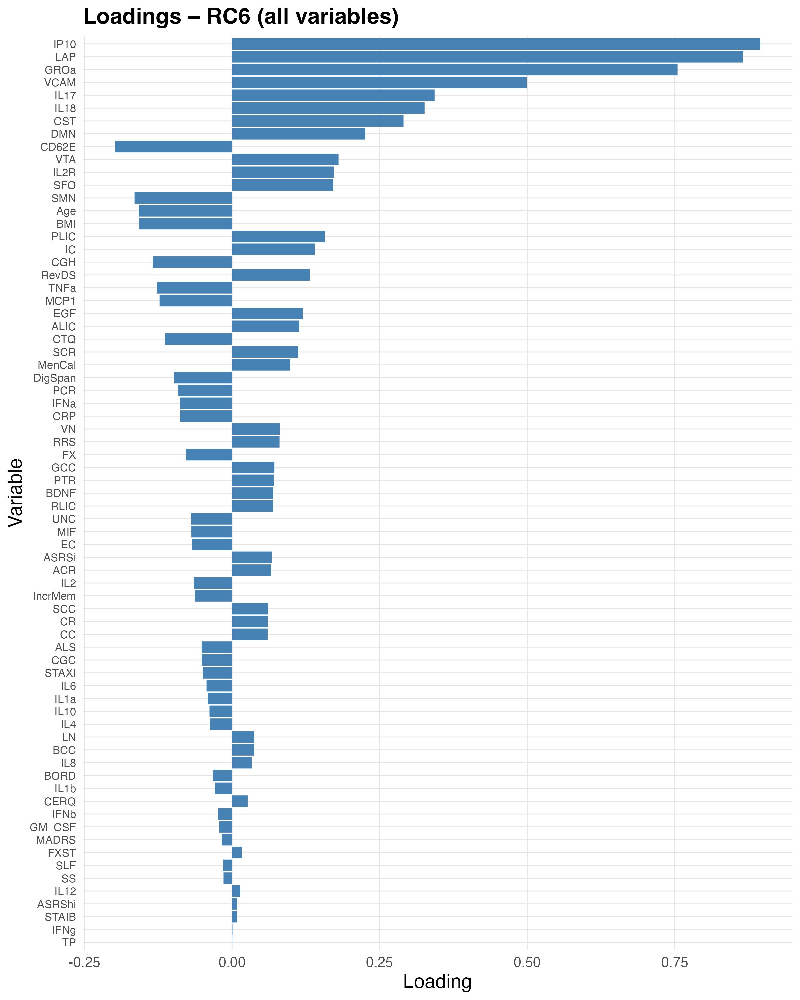 Loadings – RC6 (all variables)
IP10
LAP
GROa
VCAM
IL17
IL18
CST
DMN
CD62E
VTA
IL2R
SFO
SMN
Age
BMI
PLIC
IC
CGH
RevDS
TNFa
MCP1
EGF
ALIC
CTQ
SCR
MenCal
DigSpan
PCR
IFNa
CRP
VN
RRS
FX
GCC
PTR
BDNF
RLIC
UNC
MIF
EC
ASRSi
ACR
IL2
IncrMem
SCC
CR
CC
ALS
CGC
STAXI
IL6
IL1a
IL10
IL4
LN
BCC
IL8
BORD
IL1b
CERQ
IFNb
GM_CSF
MADRS
FXST
SLF
SS
IL12
ASRShi
STAIB
IFNg
TP
Variable
-0.25 0.00 0.25 0.50 0.75
Loading